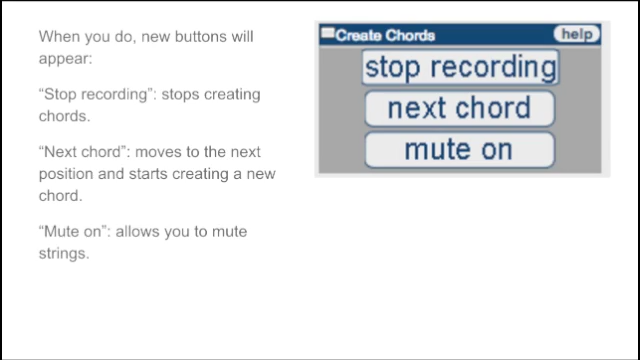 When you do, new buttons will
appear:
“Stop recording”: stops creating
chords.
“Next chord”: moves to the next
position and starts creating a new
chord.
“Mute on”: allows you to mute
strings.
Create Chords
help
stop recording
next chord
mute on